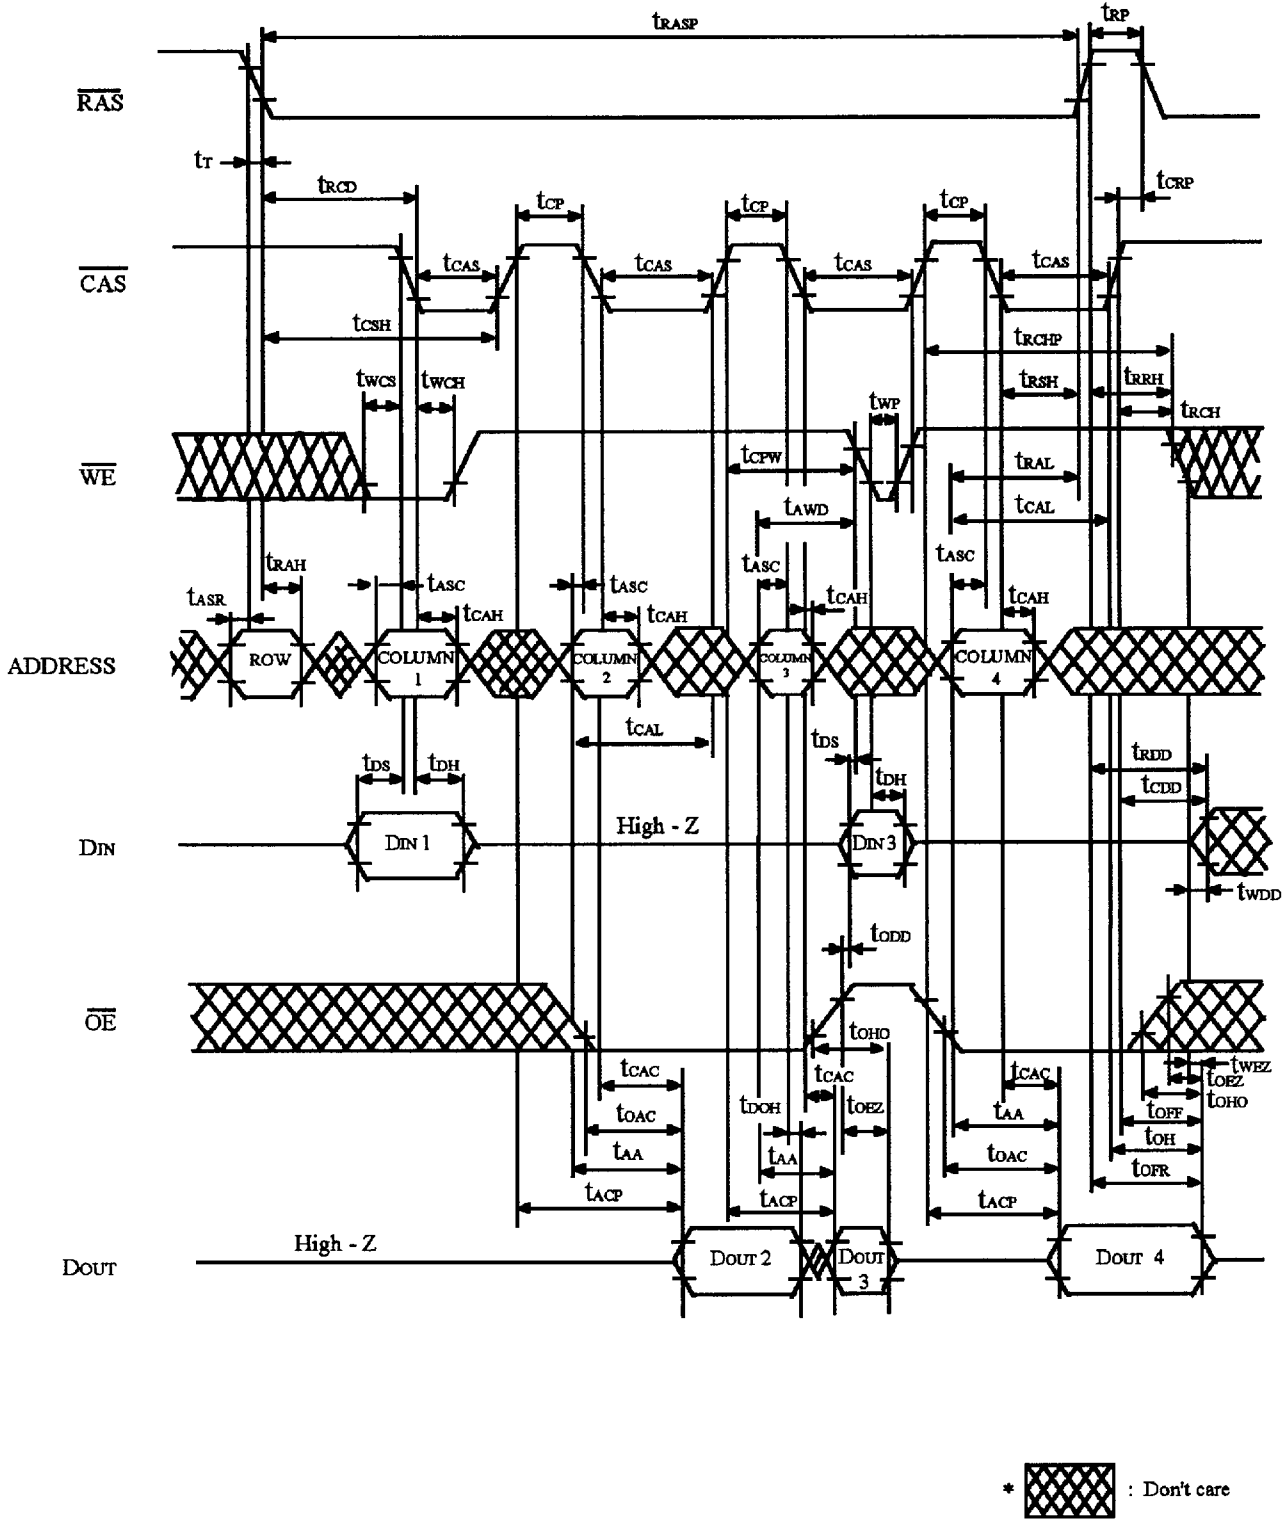 tRASP
tRP
RAS
tT
tRCD
tCRP
tCP
tCP
tCP
CAS
tCAS
tCAS
tCAS
tCAS
tCSH
tRCHP
tWCS
tWCH
tWP
tRSH
tRRH
tRCH
WE
tCPW
tRAL
tAWD
tCAL
tRAH
tASR
tASC
tASC
tASC
tASC
tCAH
tCAH
tCAH
tCAH
ADDRESS
ROW
COLUMN 1
COLUMN 2
COLUMN 3
COLUMN 4
tCAL
tDS
tDH
tDS
tDH
tRDD
tCDD
DIN
DIN 1
High - Z
DIN 3
tWDD
tODD
OE
tOHO
tCAC
tCAC
tCAC
tWEZ
tOEZ
tOHO
tOAC
tDOH
tOEZ
tAA
tOFF
tAA
tAA
tOAC
tOH
tACP
tACP
tACP
tOFR
High - Z
DOUT
DOUT 2
DOUT 3
DOUT 4
* : Don't care